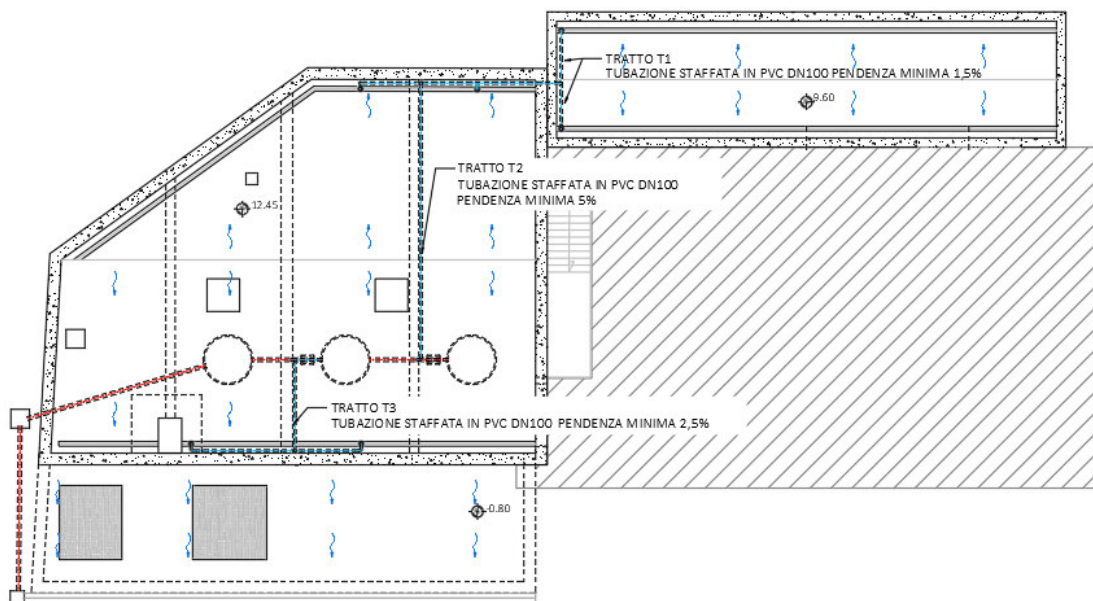 TRATTO T1
TUBAZIONE STAFFATA IN PVC DN100 PENDENZA MINIMA 1,5%
9.60
TRATTO T2
TUBAZIONE STAFFATA IN PVC DN100
PENDENZA MINIMA 5%
12.45
TRATTO T3
TUBAZIONE STAFFATA IN PVC DN100 PENDENZA MINIMA 2,5%
-0.80